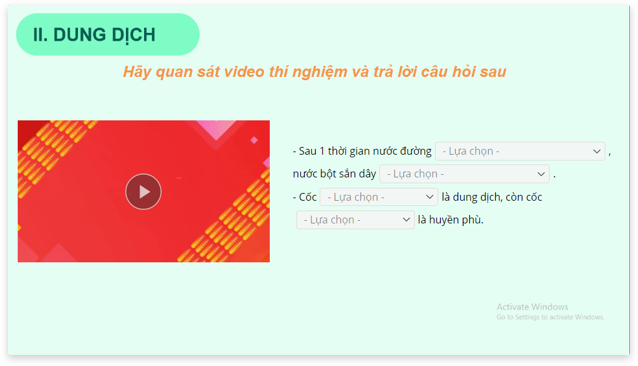 II. DUNG DỊCH
Hãy quan sát video thí nghiệm và trả lời câu hỏi sau
- Sau 1 thời gian nước đường - Lựa chọn - ,
nước bột sắn dây - Lựa chọn - .
- Cốc - Lựa chọn - là dung dịch, còn cốc
- Lựa chọn - là huyền phù.
Activate Windows
Go to Settings to activate Windows.